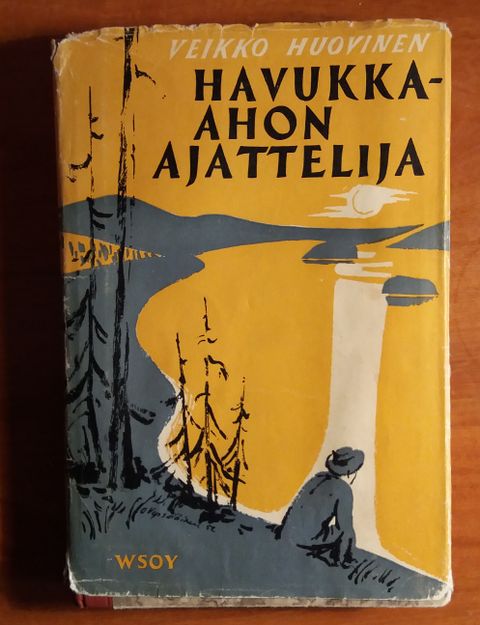 VEIKKO HUOVINEN
HAVUKKA-
AHON
AJATTELIJA
WSOY